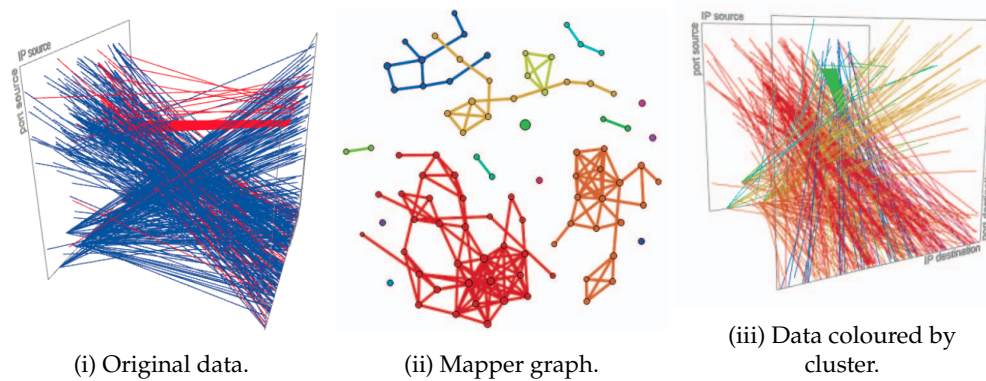 IP source
port source
(i) Original data.
(ii) Mapper graph.
IP source
port source
IP destination
(iii) Data coloured by
cluster.